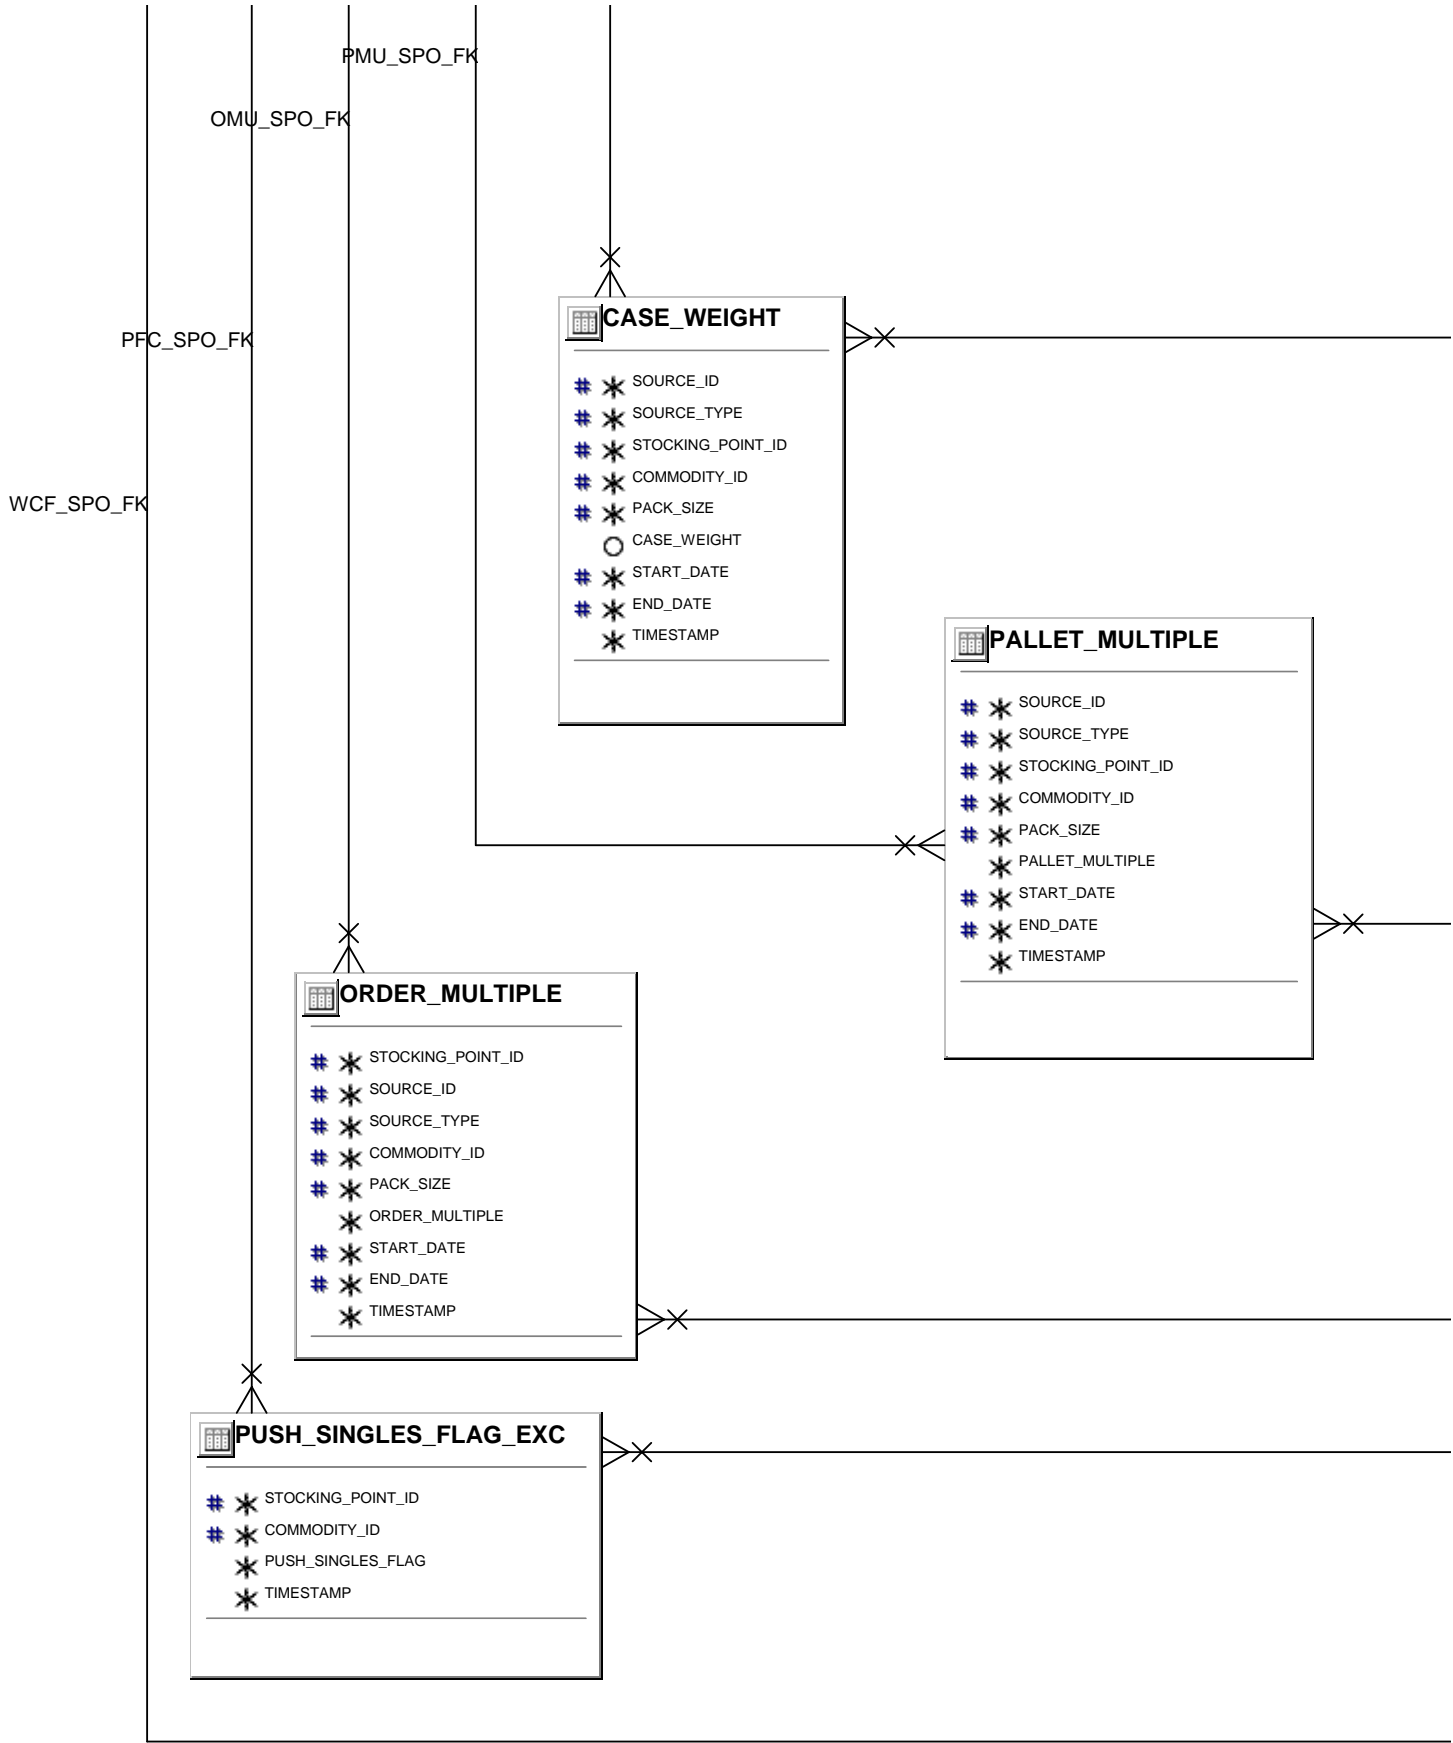 PMU_SPO_FK
OMU_SPO_FK
PFC_SPO_FK
WCF_SPO_FK
CASE_WEIGHT
# * SOURCE_ID
# * SOURCE_TYPE
# * STOCKING_POINT_ID
# * COMMODITY_ID
# * PACK_SIZE
CASE_WEIGHT
# * START_DATE
# * END_DATE
* TIMESTAMP
PALLET_MULTIPLE
# * SOURCE_ID
# * SOURCE_TYPE
# * STOCKING_POINT_ID
# * COMMODITY_ID
# * PACK_SIZE
* PALLET_MULTIPLE
# * START_DATE
# * END_DATE
* TIMESTAMP
ORDER_MULTIPLE
# * STOCKING_POINT_ID
# * SOURCE_ID
# * SOURCE_TYPE
# * COMMODITY_ID
# * PACK_SIZE
* ORDER_MULTIPLE
# * START_DATE
# * END_DATE
* TIMESTAMP
PUSH_SINGLES_FLAG_EXC
# * STOCKING_POINT_ID
# * COMMODITY_ID
* PUSH_SINGLES_FLAG
* TIMESTAMP